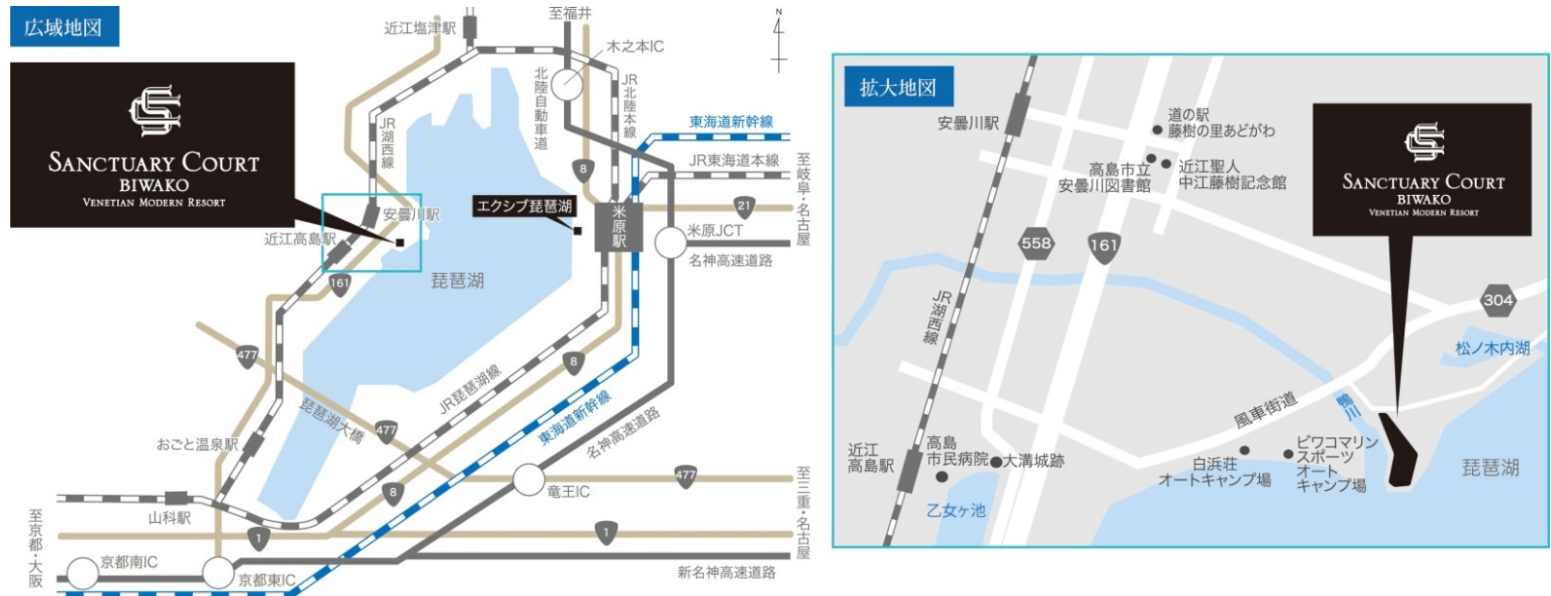 広域地図
SANCTUARY COURT
BIWAKO
VENETIAN MODERN RESORT
近江塩津駅
至福井
木之本IC
北陸自動車道
JR北陸本線
JR湖西線
N
東海道新幹線
JR東海道本線
至岐阜・名古屋
8
21
安曇川駅
エクシブ琵琶湖
米原駅
米原JCT
名神高速道路
近江高島駅
161
琵琶湖
477
8
JR琵琶湖線
琵琶湖大橋
東海道新幹線
477
名神高速道路
おごと温泉駅
竜王IC
477
8
山科駅
至三重・名古屋
至京都・大阪
1
1
京都南IC
京都東IC
新名神高速道路
拡大地図
安曇川駅
道の駅
藤樹の里あどがわ
高島市立
安曇川図書館
近江聖人
中江藤樹記念館
SANCTUARY COURT
BIWAKO
VENETIAN MODERN RESORT
558
161
304
JR湖西線
松ノ木内湖
風車街道
鴨川
近江
高島駅
高島
市民病院
大溝城跡
白浜荘
オートキャンプ場
ビワコマリン
スポーツ
オート
キャンプ場
琵琶湖
乙女ヶ池